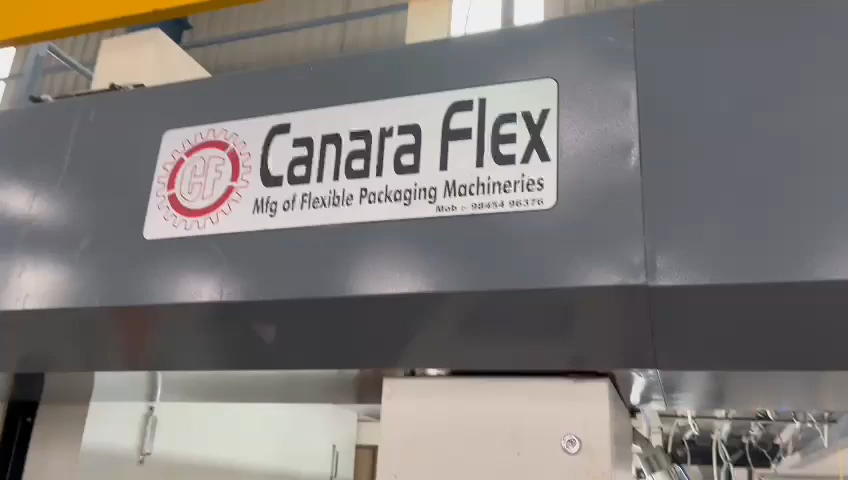 CF
Canara Flex
Mfg of Flexible Packaging Machineries
Mob :- 98454 96376